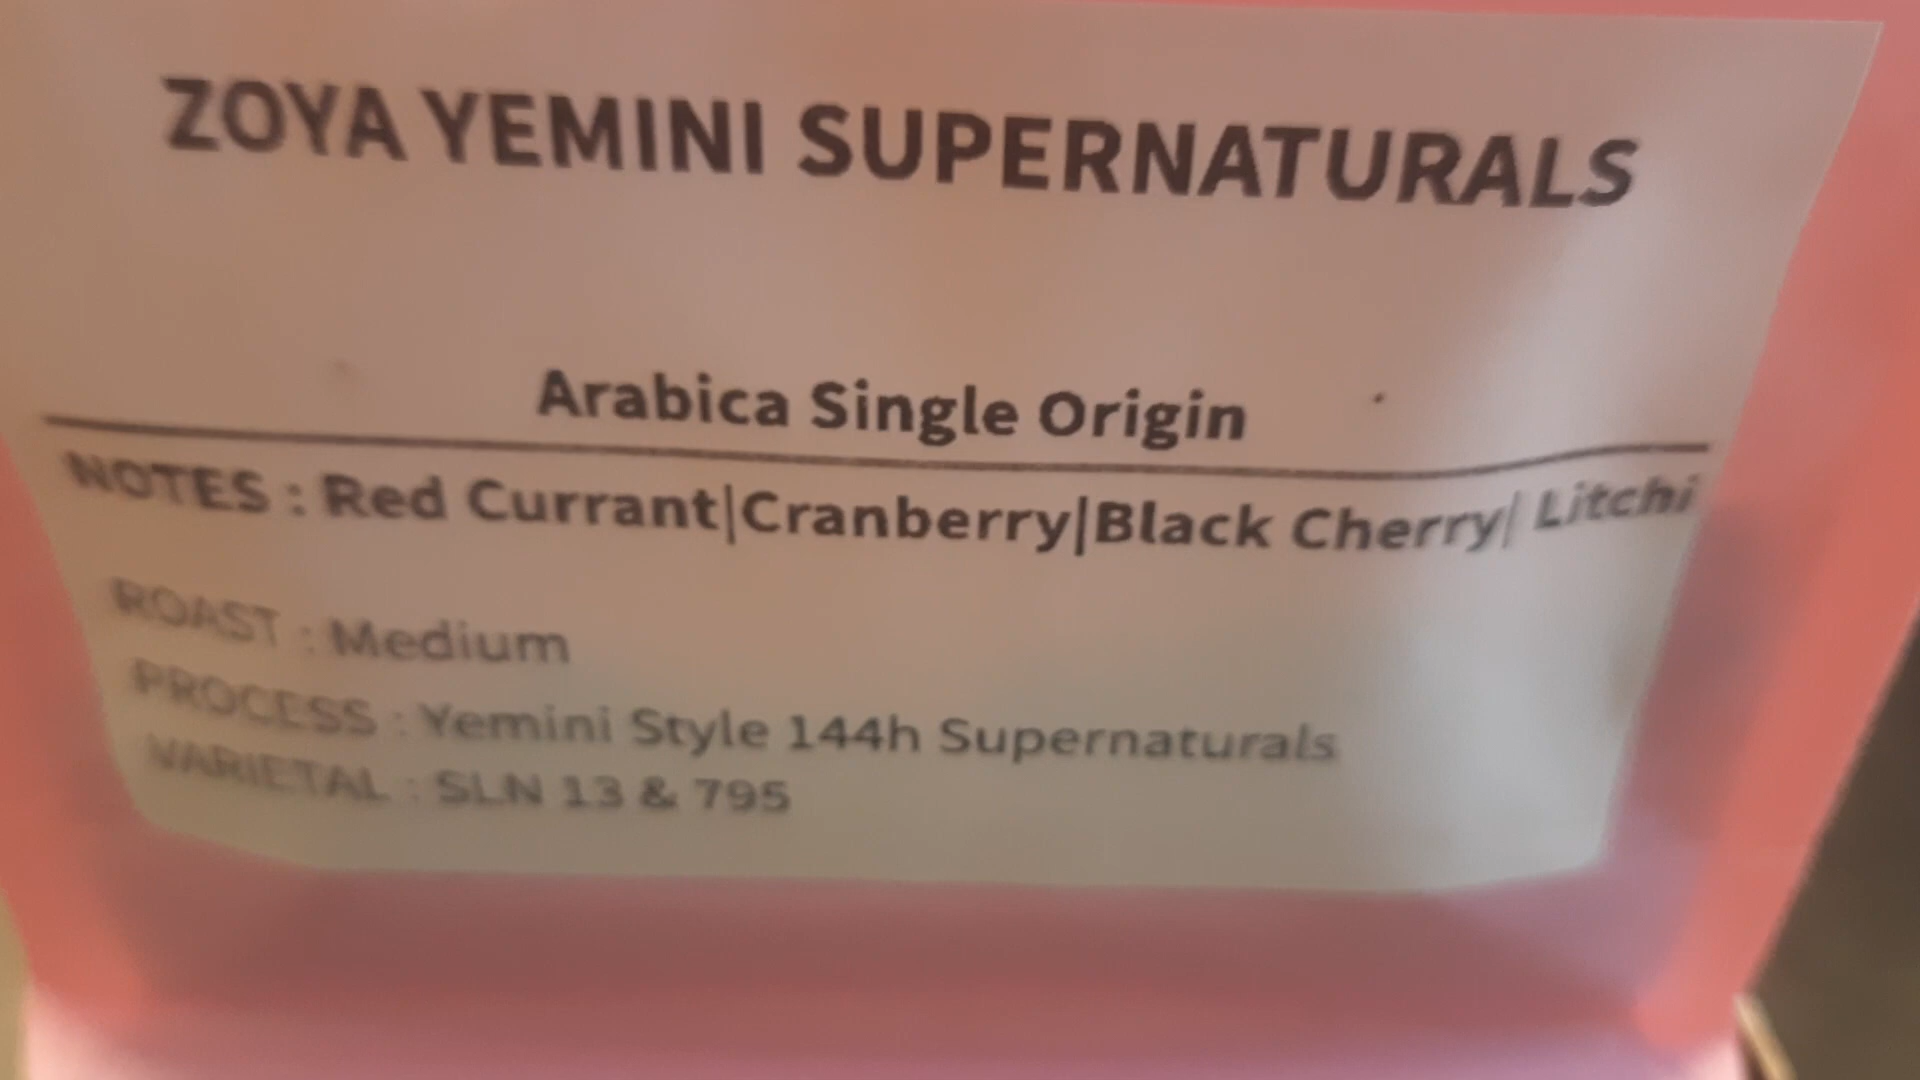 ZOYA YEMINI SUPERNATURALS
Arabica Single Origin
NOTES : Red Currant|Cranberry|Black Cherry| Litchi
ROAST : Medium
PROCESS : Yemini Style 144h Supernaturals
VARIETAL : SLN 13 & 795